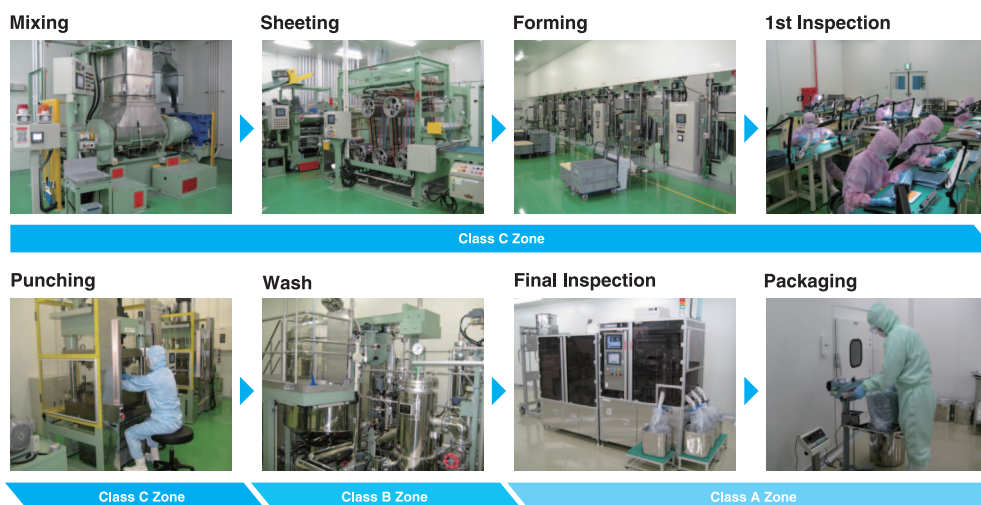 Mixing
Sheeting
Forming
1st Inspection
Class C Zone
Punching
Wash
Final Inspection
Packaging
Class C Zone
Class B Zone
Class A Zone